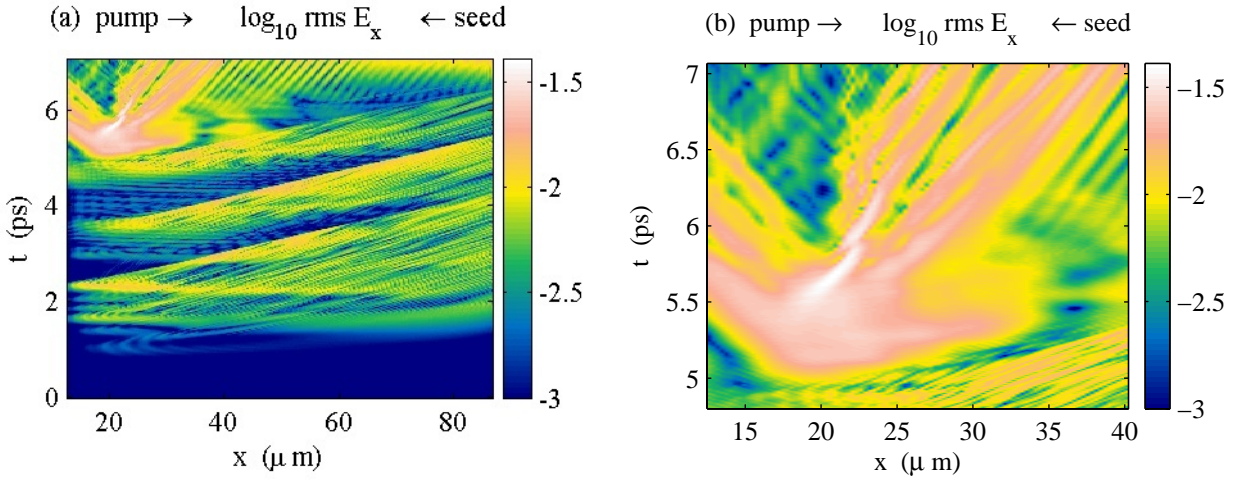 (a) pump → log10 rms Ex ← seed
6
4
2
0
t (ps)
20 40 60 80
x (μ m)
-1.5
-2
-2.5
-3
(b) pump → log10 rms Ex ← seed
7
6.5
6
5.5
5
t (ps)
15 20 25 30 35 40
x (μ m)
−1.5
−2
−2.5
−3